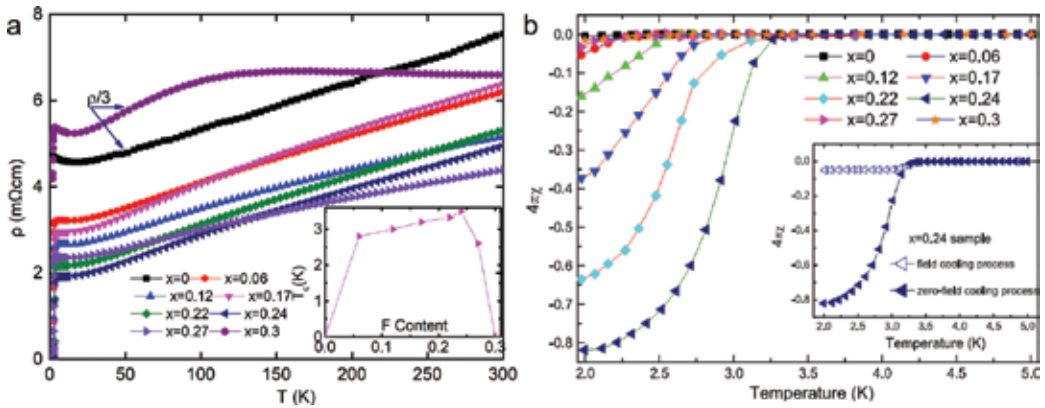 a
8
6
4
2
0
ρ (mΩcm)
ρ/3
x=0 x=0.06
x=0.12 x=0.17
x=0.22 x=0.24
x=0.27 x=0.3
3
2
1
0
Tc(K)
F Content
0.0 0.1 0.2 0.3
0 50 100 150 200 250 300
T (K)
b
0.0
-0.1
-0.2
-0.3
-0.4
-0.5
-0.6
-0.7
-0.8
4πχ
x=0 x=0.06
x=0.12 x=0.17
x=0.22 x=0.24
x=0.27 x=0.3
0.0
-0.2
-0.4
-0.6
-0.8
4πχ
x=0.24 sample
field cooling process
zero-field cooling process
2.0 2.5 3.0 3.5 4.0 4.5 5.0
Temperature (K)
2.0 2.5 3.0 3.5 4.0 4.5 5.0
Temperature (K)